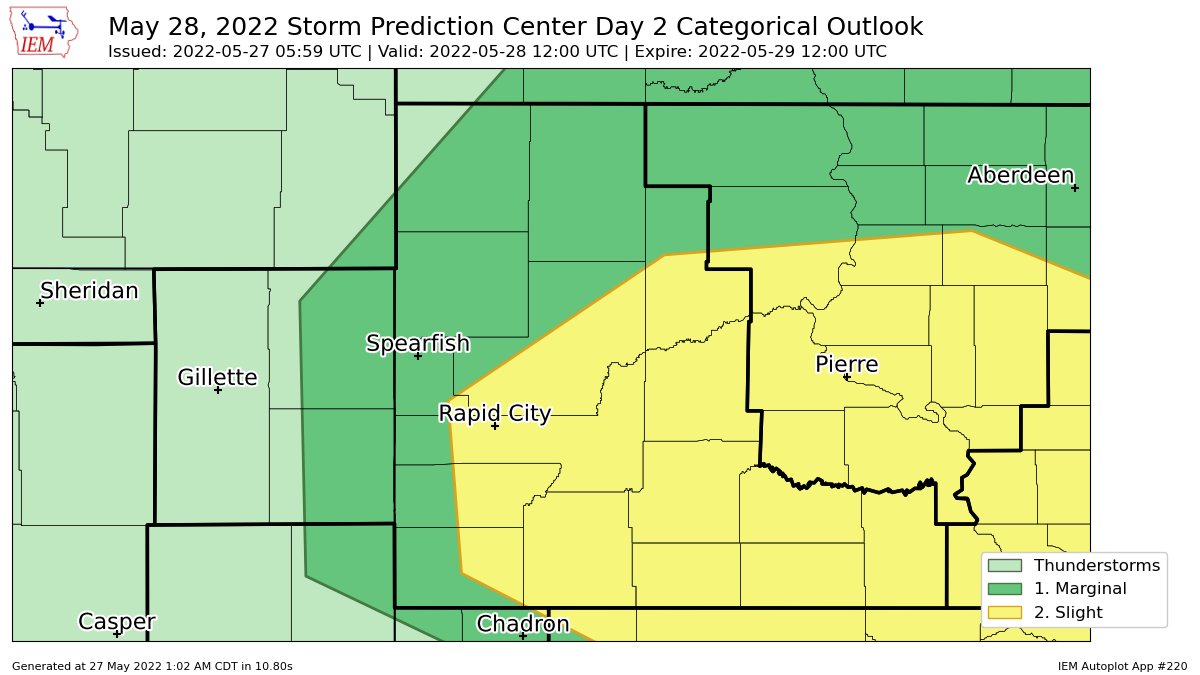 IEM
May 28, 2022 Storm Prediction Center Day 2 Categorical Outlook
Issued: 2022-05-27 05:59 UTC | Valid: 2022-05-28 12:00 UTC | Expire: 2022-05-29 12:00 UTC
Aberdeen
Sheridan
Spearfish
Pierre
Gillette
Rapid City
Casper
Chadron
Thunderstorms
1. Marginal
2. Slight
Generated at 27 May 2022 1:02 AM CDT in 10.80s
IEM Autoplot App #220